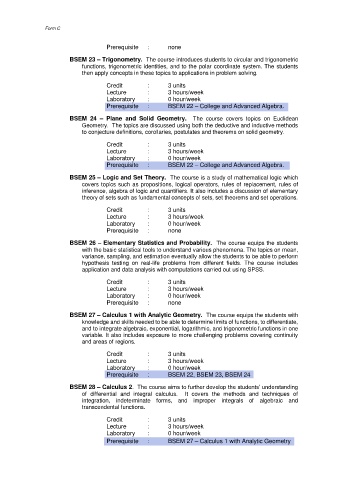 Form C
Prerequisite : none
BSEM 23 – Trigonometry. The course introduces students to circular and trigonometric
functions, trigonometric identities, and to the polar coordinate system. The students
then apply concepts in these topics to applications in problem solving.
Credit : 3 units
Lecture : 3 hours/week
Laboratory : 0 hour/week
Prerequisite : BSEM 22 – College and Advanced Algebra.
BSEM 24 – Plane and Solid Geometry. The course covers topics on Euclidean
Geometry. The topics are discussed using both the deductive and inductive methods
to conjecture definitions, corollaries, postulates and theorems on solid geometry.
Credit : 3 units
Lecture : 3 hours/week
Laboratory : 0 hour/week
Prerequisite : BSEM 22 – College and Advanced Algebra.
BSEM 25 – Logic and Set Theory. The course is a study of mathematical logic which
covers topics such as propositions, logical operators, rules of replacement, rules of
inference, algebra of logic and quantifiers. It also includes a discussion of elementary
theory of sets such as fundamental concepts of sets, set theorems and set operations.
Credit : 3 units
Lecture : 3 hours/week
Laboratory : 0 hour/week
Prerequisite : none
BSEM 26 – Elementary Statistics and Probability. The course equips the students
with the basic statistical tools to understand various phenomena. The topics on mean,
variance, sampling, and estimation eventually allow the students to be able to perform
hypothesis testing on real-life problems from different fields. The course includes
application and data analysis with computations carried out using SPSS.
Credit : 3 units
Lecture : 3 hours/week
Laboratory : 0 hour/week
Prerequisite : none
BSEM 27 – Calculus 1 with Analytic Geometry. The course equips the students with
knowledge and skills needed to be able to determine limits of functions, to differentiate,
and to integrate algebraic, exponential, logarithmic, and trigonometric functions in one
variable. It also includes exposure to more challenging problems covering continuity
and areas of regions.
Credit : 3 units
Lecture : 3 hours/week
Laboratory : 0 hour/week
Prerequisite : BSEM 22, BSEM 23, BSEM 24
BSEM 28 – Calculus 2. The course aims to further develop the students' understanding
of differential and integral calculus. It covers the methods and techniques of
integration, indeterminate forms, and improper integrals of algebraic and
transcendental functions.
Credit : 3 units
Lecture : 3 hours/week
Laboratory : 0 hour/week
Prerequisite : BSEM 27 – Calculus 1 with Analytic Geometry